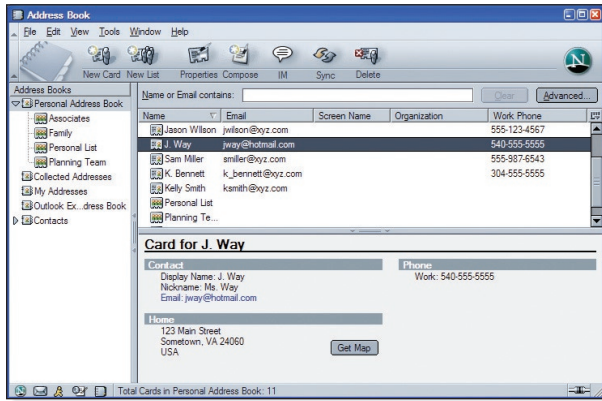 Address Book
File Edit View Tools Window Help
New Card New List Properties Compose IM Sync Delete
N
Address Books
Personal Address Book
Associates
Family
Personal List
Planning Team
Collected Addresses
My Addresses
Outlook Ex...dress Book
Contacts
Name or Email contains: Clear Advanced...
Name Email Screen Name Organization Work Phone
Jason WIlson jwilson@xyz.com 555-123-4567
J. Way jway@hotmail.com 540-555-5555
Sam Miller smiller@xyz.com 555-987-6543
K. Bennett k_bennett@xyz.com 304-555-5555
Kelly Smith ksmith@xyz.com
Personal List
Planning Te...
Card for J. Way
Contact
Display Name: J. Way
Nickname: Ms. Way
Email: jway@hotmail.com
Phone
Work: 540-555-5555
Home
123 Main Street
Sometown, VA 24060
USA
Get Map
Total Cards in Personal Address Book: 11